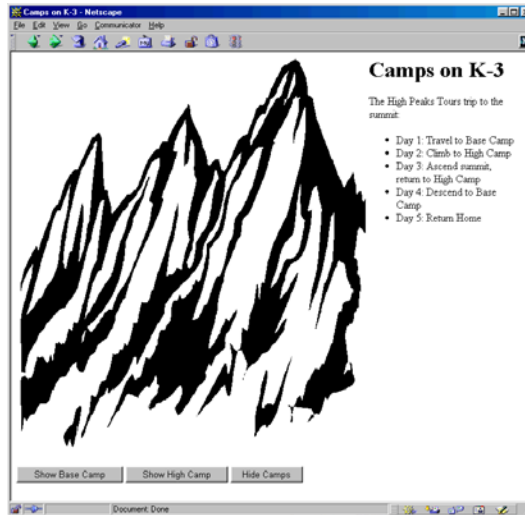 Camps on K-3 - Netscape
File Edit View Go Communicator Help
Camps on K-3
The High Peaks Tours trip to the
summit:
• Day 1: Travel to Base Camp
• Day 2: Climb to High Camp
• Day 3: Ascend summit,
return to High Camp
• Day 4: Descend to Base
Camp
• Day 5: Return Home
Show Base Camp
Show High Camp
Hide Camps
Document: Done